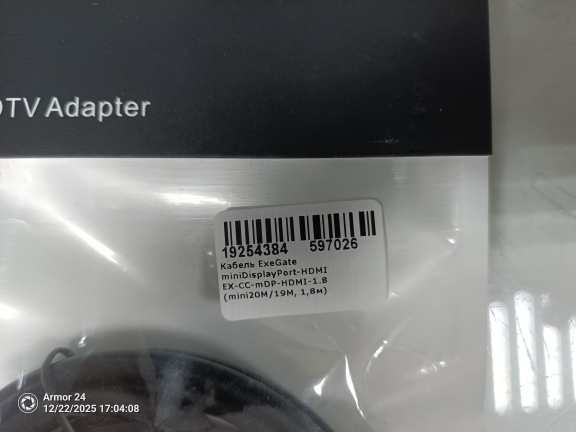 DTV Adapter
19254384 597026
Кабель ExeGate
miniDisplayPort-HDMI
EX-CC-mDP-HDMI-1.8
(mini20M/19M, 1,8м)
Armor 24
12/22/2025 17:04:08